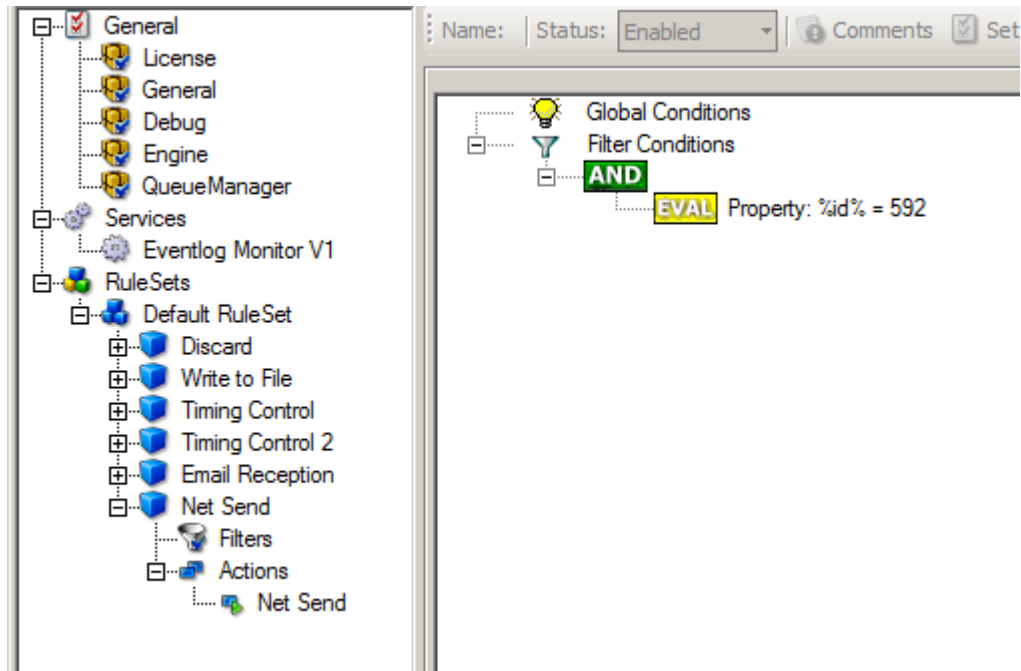 General
License
General
Debug
Engine
QueueManager
Services
Eventlog Monitor V1
RuleSets
Default RuleSet
Discard
Write to File
Timing Control
Timing Control 2
Email Reception
Net Send
Filters
Actions
Net Send
Name: Status: Enabled Comments Set
Global Conditions
Filter Conditions
AND
EVAL Property: %id% = 592